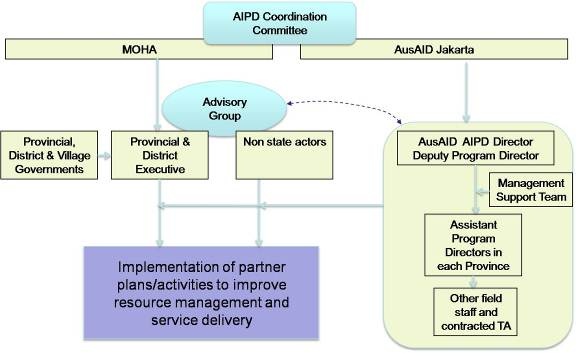 AIPD Coordination
Committee
MOHA
AusAID Jakarta
Advisory
Group
Provincial,
District & Village
Governments
Provincial &
District
Executive
Non state actors
AusAID AIPD Director
Deputy Program Director
Management
Support Team
Assistant
Program
Directors in
each Province
Implementation of partner
plans/activities to improve
resource management and
service delivery
Other field
staff and
contracted TA